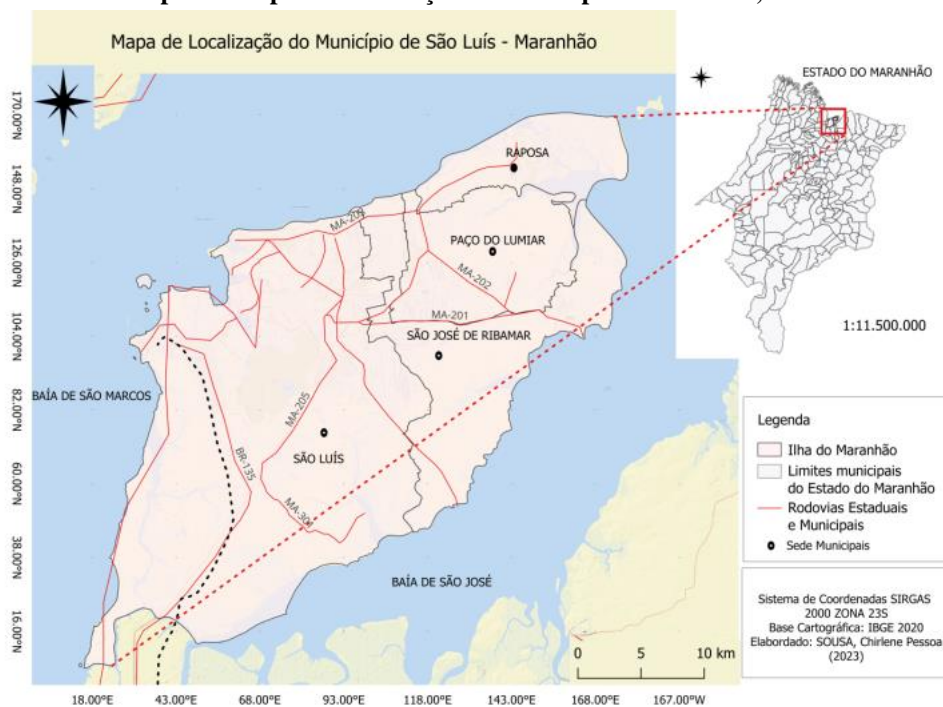 Mapa de Localização do Município de São Luís - Maranhão
ESTADO DO MARANHÃO
170.00°N
148.00°N
126.00°N
104.00°N
82.00°N
60.00°N
38.00°N
16.00°N
RAPOSA
MA-20
PAÇO DO LUMIAR
MA-202
MA-201
SÃO JOSÉ DE RIBAMAR
1:11.500.000
BAÍA DE SÃO MARCOS
MA-205
SÃO LUÍS
BR-135
MA-30
BAÍA DE SÃO JOSÉ
Legenda
Ilha do Maranhão
Limites municipais
do Estado do Maranhão
Rodovias Estaduais
e Municipais
Sede Municipais
Sistema de Coordenadas SIRGAS
2000 ZONA 23S
Base Cartográfica: IBGE 2020
Elaborado: SOUSA, Chirlene Pessoa
(2023)
0 5 10 km
18.00°E 43.00°E 68.00°E 93.00°E 118.00°E 143.00°E 168.00°E 167.00°W